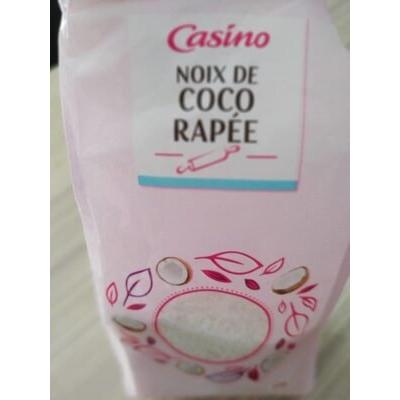 Casino
NOIX DE
COCO
RAPÉE